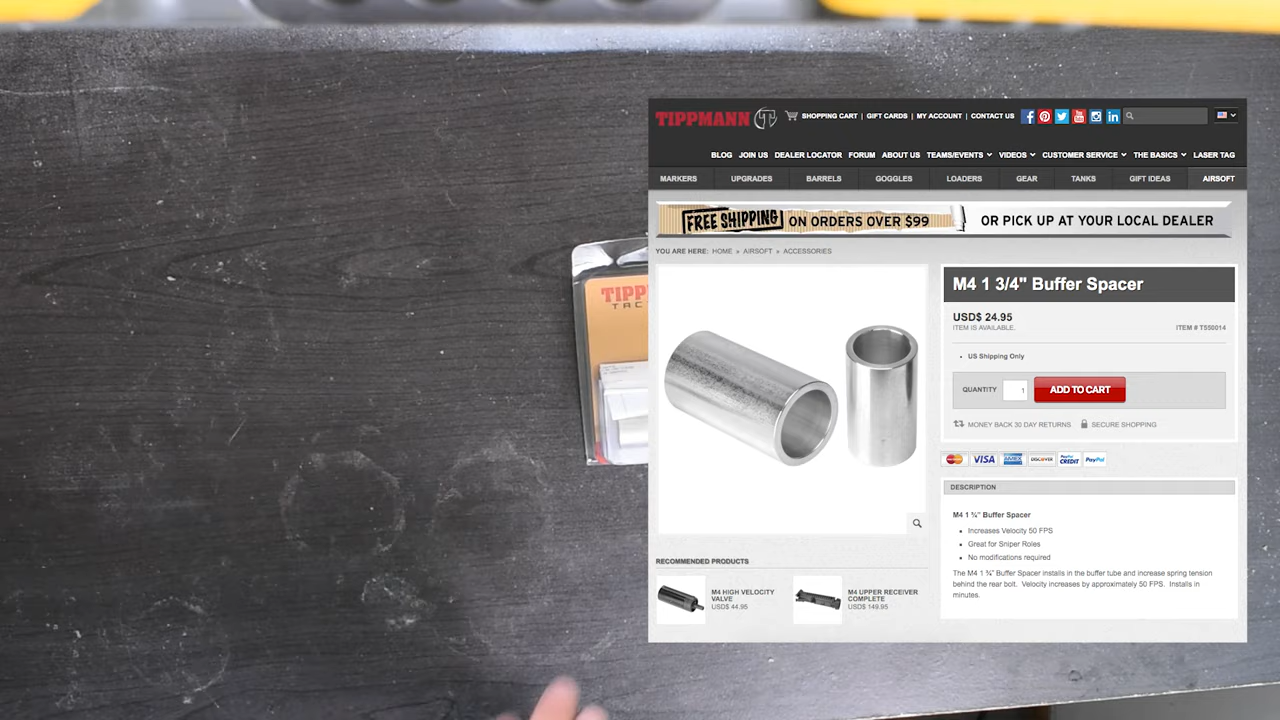 TIPPMANN
SHOPPING CART | GIFT CARDS | MY ACCOUNT | CONTACT US
BLOG JOIN US DEALER LOCATOR FORUM ABOUT US TEAMS/EVENTS VIDEOS CUSTOMER SERVICE THE BASICS LASER TAG
MARKERS UPGRADES BARRELS GOGGLES LOADERS GEAR TANKS GIFT IDEAS AIRSOFT
FREE SHIPPING ON ORDERS OVER $99 OR PICK UP AT YOUR LOCAL DEALER
YOU ARE HERE: HOME » AIRSOFT » ACCESSORIES
M4 1 3/4" Buffer Spacer
USD$ 24.95
ITEM IS AVAILABLE. ITEM # T550014
US Shipping Only
QUANTITY 1 ADD TO CART
MONEY BACK 30 DAY RETURNS SECURE SHOPPING
VISA AMEX DISCOVER PayPal CREDIT PayPal
DESCRIPTION
M4 1 ¾" Buffer Spacer
Increases Velocity 50 FPS
Great for Sniper Roles
No modifications required
The M4 1 ¾" Buffer Spacer installs in the buffer tube and increase spring tension
behind the rear bolt. Velocity increases by approximately 50 FPS. Installs in
minutes.
RECOMMENDED PRODUCTS
M4 HIGH VELOCITY
VALVE
USD$ 44.95
M4 UPPER RECEIVER
COMPLETE
USD$ 149.95
TIPP
TAC